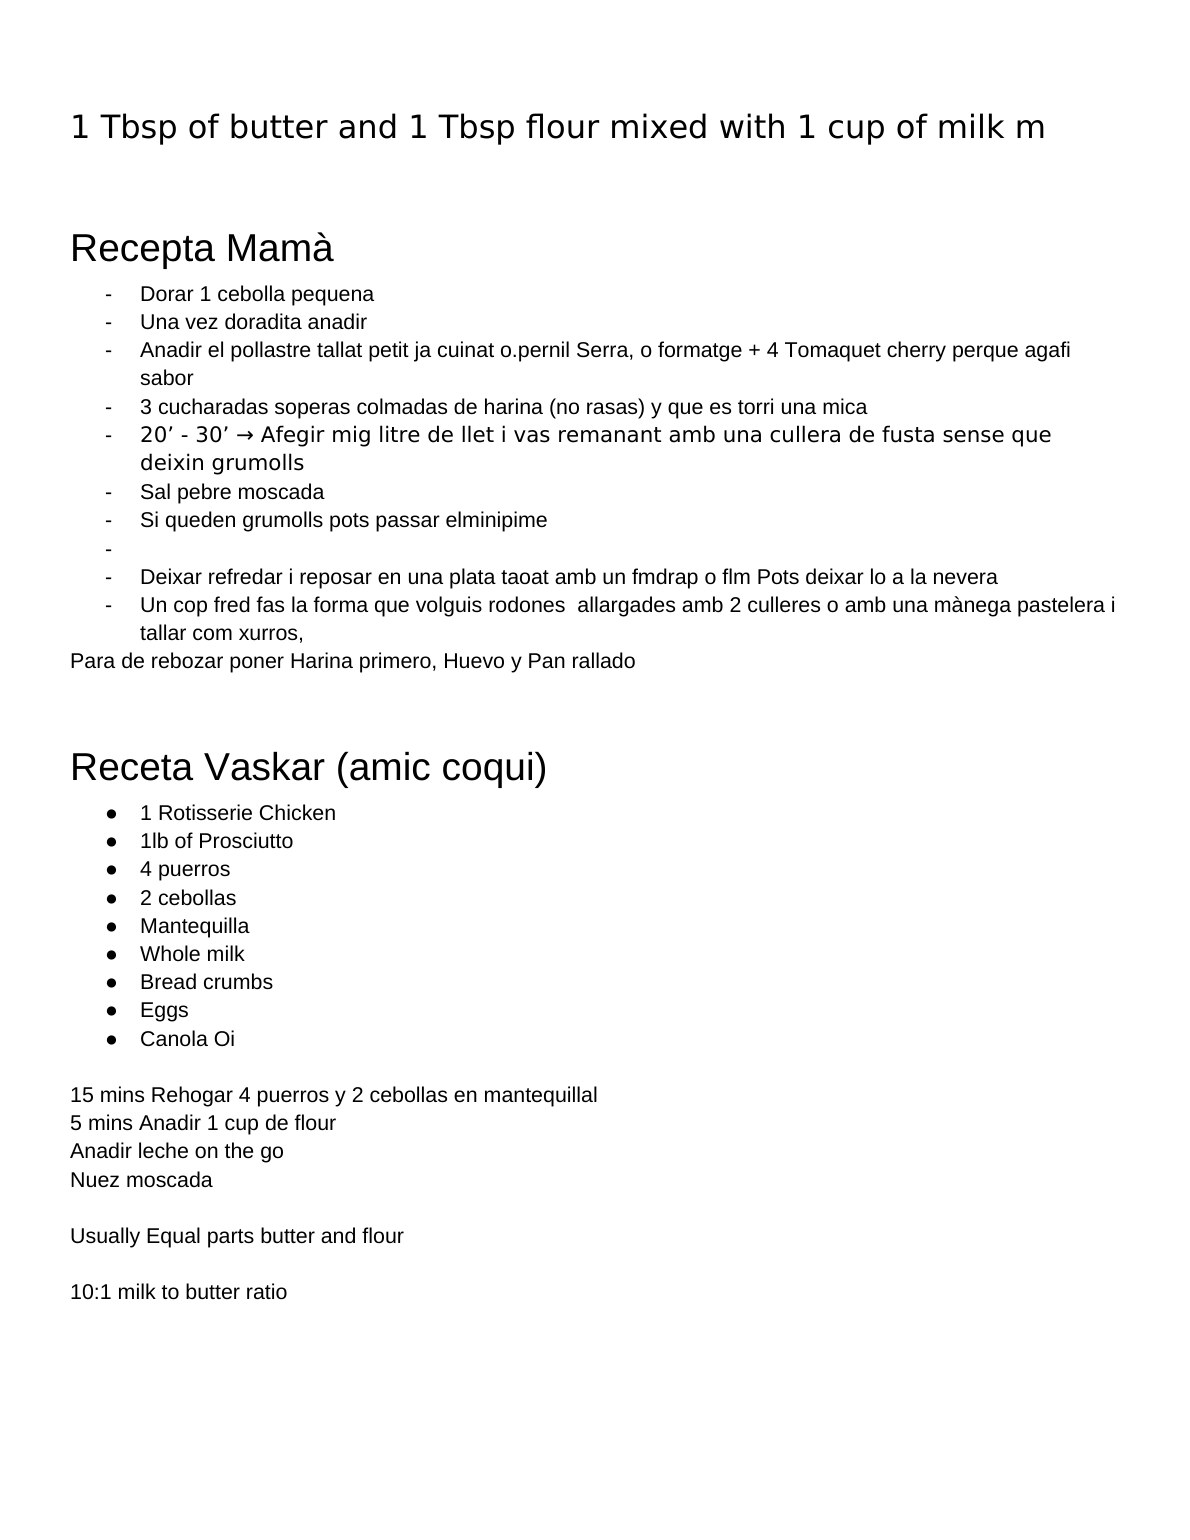 1 Tbsp of butter and 1 Tbsp flour mixed with 1 cup of milk m
Recepta Mamà
- Dorar 1 cebolla pequena
- Una vez doradita anadir
- Anadir el pollastre tallat petit ja cuinat o.pernil Serra, o formatge + 4 Tomaquet cherry perque agafi
sabor
- 3 cucharadas soperas colmadas de harina (no rasas) y que es torri una mica
- 20’ - 30’ → Afegir mig litre de llet i vas remanant amb una cullera de fusta sense que
deixin grumolls
- Sal pebre moscada
- Si queden grumolls pots passar elminipime
-
- Deixar refredar i reposar en una plata taoat amb un fmdrap o flm Pots deixar lo a la nevera
- Un cop fred fas la forma que volguis rodones  allargades amb 2 culleres o amb una mànega pastelera i
tallar com xurros,
Para de rebozar poner Harina primero, Huevo y Pan rallado
Receta Vaskar (amic coqui)
● 1 Rotisserie Chicken
● 1lb of Prosciutto
● 4 puerros
● 2 cebollas
● Mantequilla
● Whole milk
● Bread crumbs
● Eggs
● Canola Oi
15 mins Rehogar 4 puerros y 2 cebollas en mantequillal
5 mins Anadir 1 cup de flour
Anadir leche on the go
Nuez moscada
Usually Equal parts butter and flour
10:1 milk to butter ratio